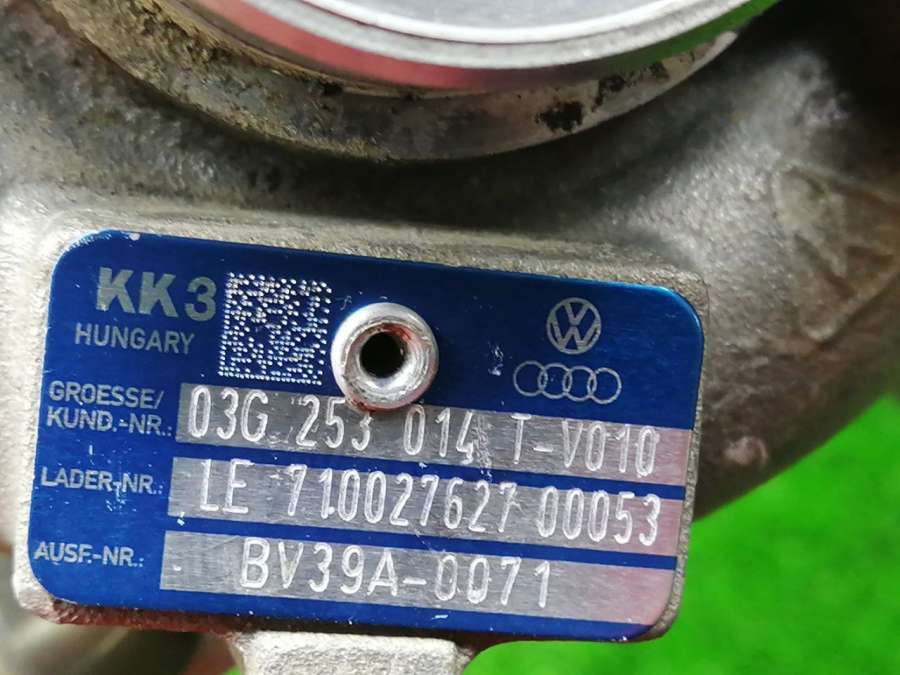 KK3
HUNGARY
GROESSE/
KUND.-NR.: 03G 253 014 T-V010
LADER-NR.: LE 710027627 00053
AUSF.-NR.: BV39A-0071